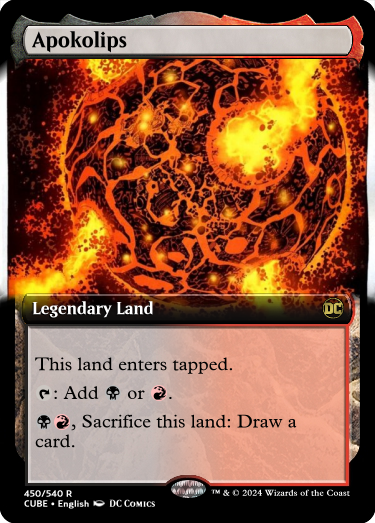 Apokolips
Legendary Land
DC
This land enters tapped.
: Add or .
, Sacrifice this land: Draw a
card.
450/540 R
™ & © 2024 Wizards of the Coast
CUBE • English DC Comics